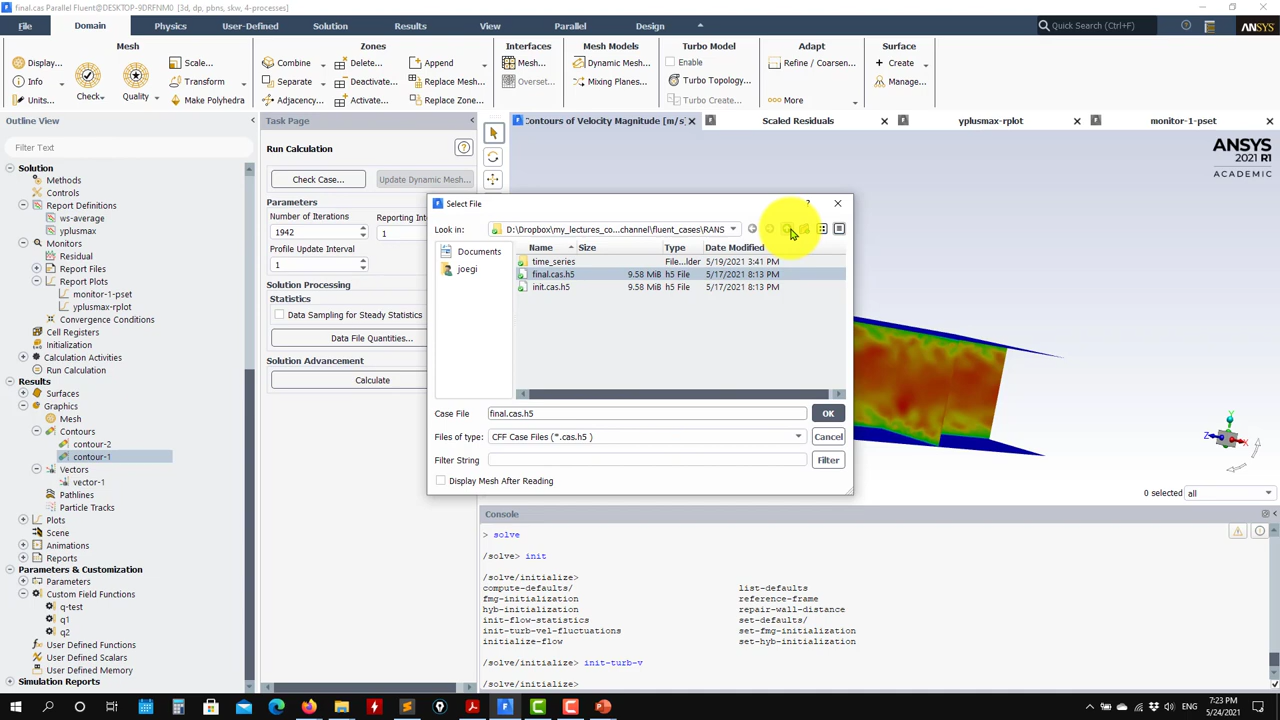 final.cas Parallel Fluent@DESKTOP-9DRFNM0 [3d, dp, pbns, skw, 4-processes]
File Domain Physics User-Defined Solution Results View Parallel Design Quick Search (Ctrl+F) ANSYS
Mesh Zones Interfaces Mesh Models Turbo Model Adapt Surface
Display... Scale... Combine Delete... Append Mesh... Dynamic Mesh... Enable Refine / Coarsen... Create
Info Transform Separate Deactivate... Replace Mesh... Overset... Mixing Planes... Turbo Topology... Manage...
Units... Check Quality Make Polyhedra Adjacency... Activate... Replace Zone... Turbo Create... More
Outline View
Filter Text
Solution
Methods
Controls
Report Definitions
ws-average
yplusmax
Monitors
Residual
Report Files
Report Plots
monitor-1-pset
yplusmax-rplot
Convergence Conditions
Cell Registers
Initialization
Calculation Activities
Run Calculation
Results
Surfaces
Graphics
Mesh
Contours
contour-2
contour-1
Vectors
vector-1
Pathlines
Particle Tracks
Plots
Scene
Animations
Reports
Parameters & Customization
Parameters
Custom Field Functions
q-test
q1
q2
User Defined Functions
User Defined Scalars
User Defined Memory
Simulation Reports
Task Page
Run Calculation
Check Case... Update Dynamic Mesh...
Parameters
Number of Iterations
1942
Reporting Int
1
Profile Update Interval
1
Solution Processing
Statistics
Data Sampling for Steady Statistics
Data File Quantities...
Solution Advancement
Calculate
Contours of Velocity Magnitude [m/s] Scaled Residuals yplusmax-rplot monitor-1-pset
ANSYS
2021 R1
ACADEMIC
Select File
Look in: D:\Dropbox\my_lectures_co...channel\fluent_cases\RANS
Documents
joegi
Name Size Type Date Modified
time_series File...lder 5/19/2021 3:41 PM
final.cas.h5 9.58 MiB h5 File 5/17/2021 8:13 PM
init.cas.h5 9.58 MiB h5 File 5/17/2021 8:13 PM
Case File final.cas.h5 OK
Files of type: CFF Case Files (*.cas.h5 ) Cancel
Filter String Filter
Display Mesh After Reading
Y
Z
0 selected all
Console
> solve
/solve> init
/solve/initialize>
compute-defaults/ list-defaults
fmg-initialization reference-frame
hyb-initialization repair-wall-distance
init-flow-statistics set-defaults/
init-turb-vel-fluctuations set-fmg-initialization
initialize-flow set-hyb-initialization
/solve/initialize> init-turb-v
/solve/initialize>
ENG
7:23 PM
5/24/2021